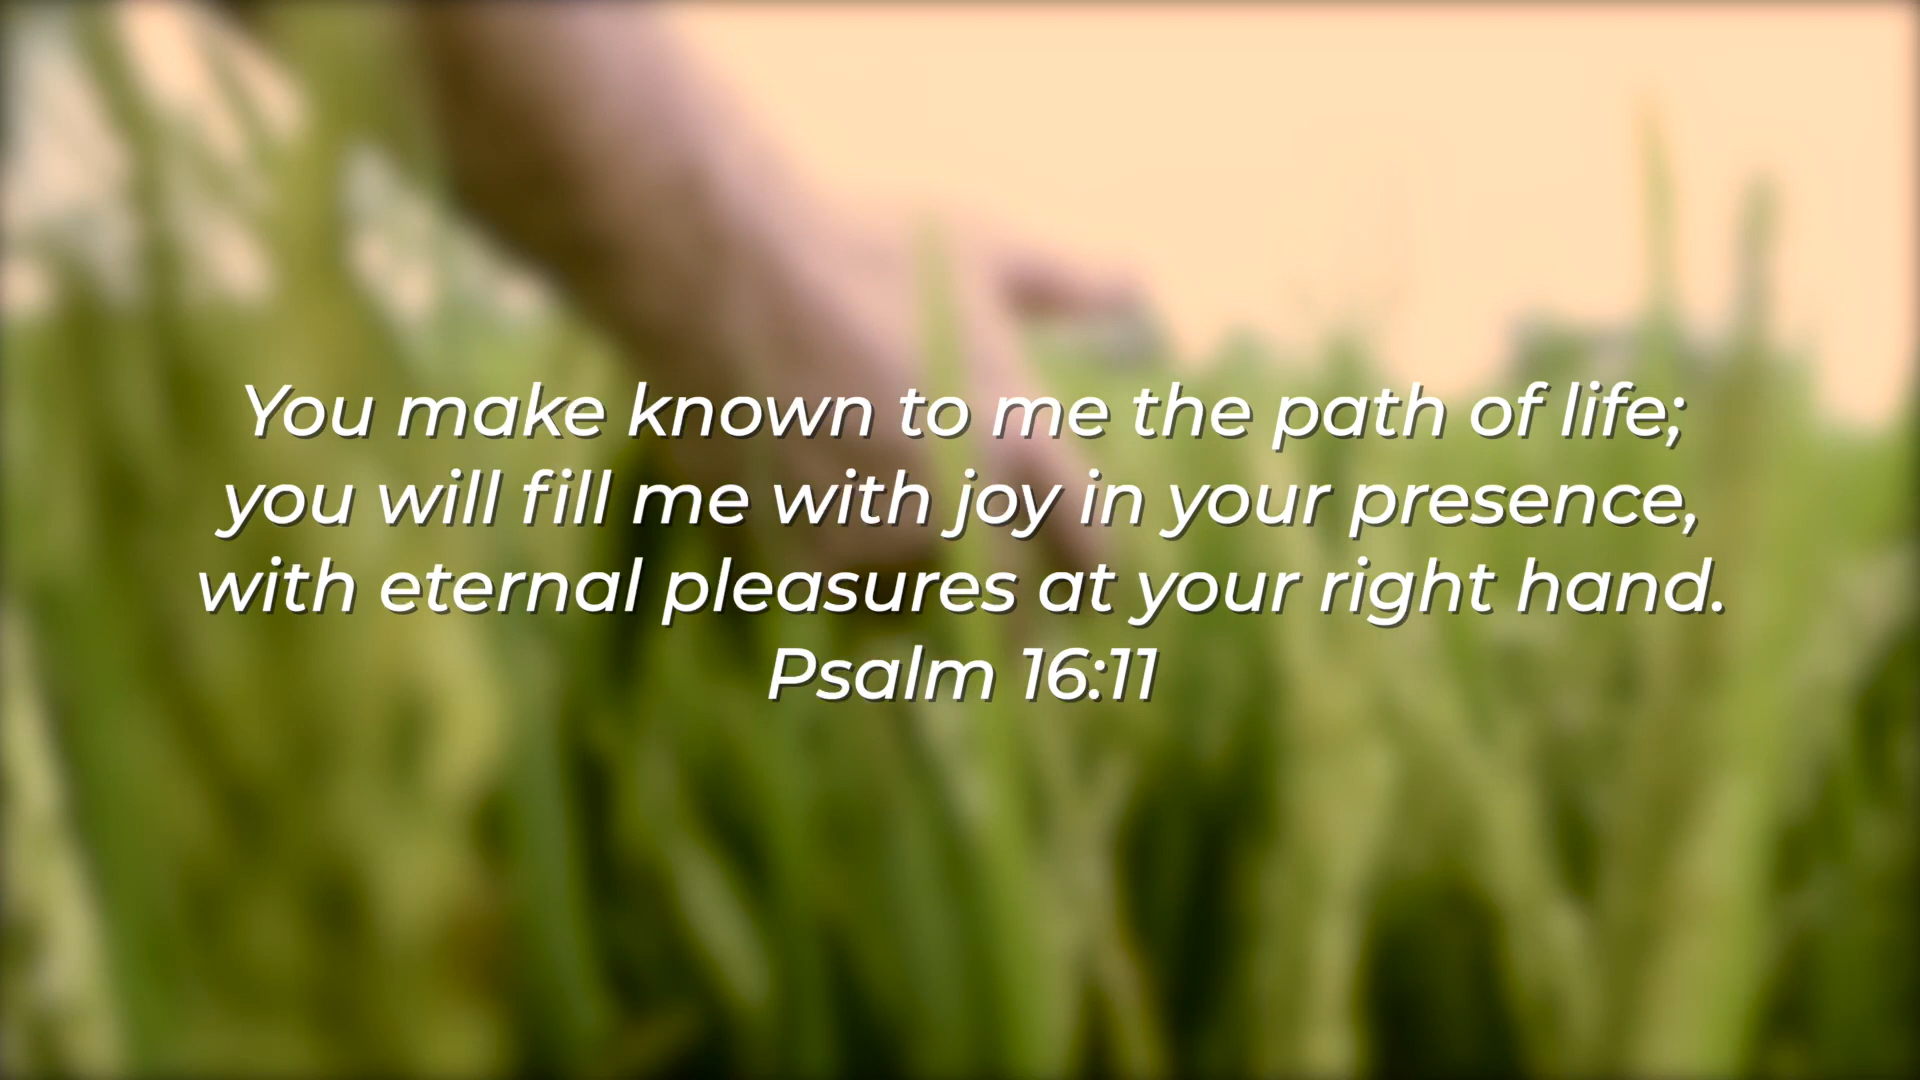 You make known to me the path of life;
you will fill me with joy in your presence,
with eternal pleasures at your right hand.
Psalm 16:11